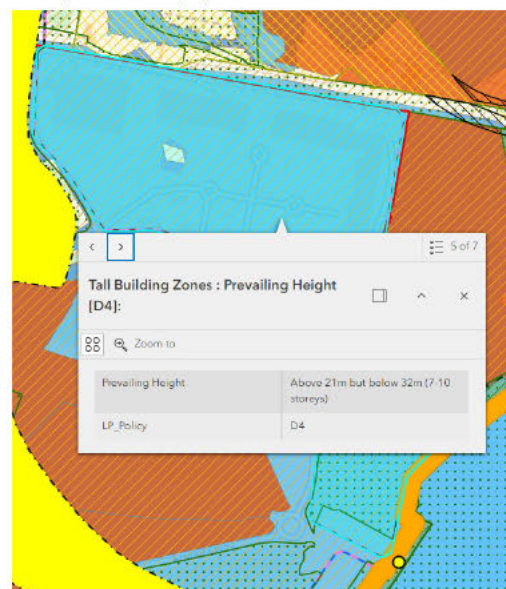 5 of 7
Tall Building Zones : Prevailing Height
[D4]:
Zoom to
Prevailing Height Above 21m but below 32m (7-10
storeys)
LP_Policy D4